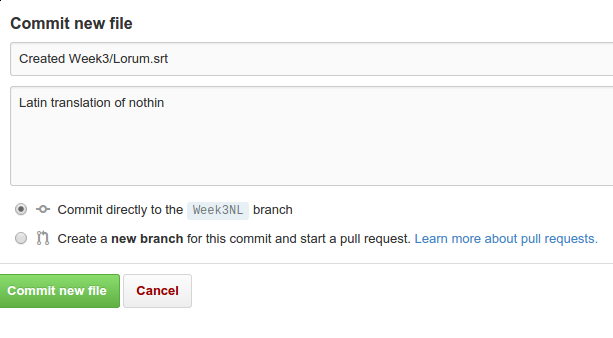 Commit new file
Created Week3/Lorum.srt
Latin translation of nothin
Commit directly to the Week3NL branch
Create a new branch for this commit and start a pull request. Learn more about pull requests.
Commit new file
Cancel